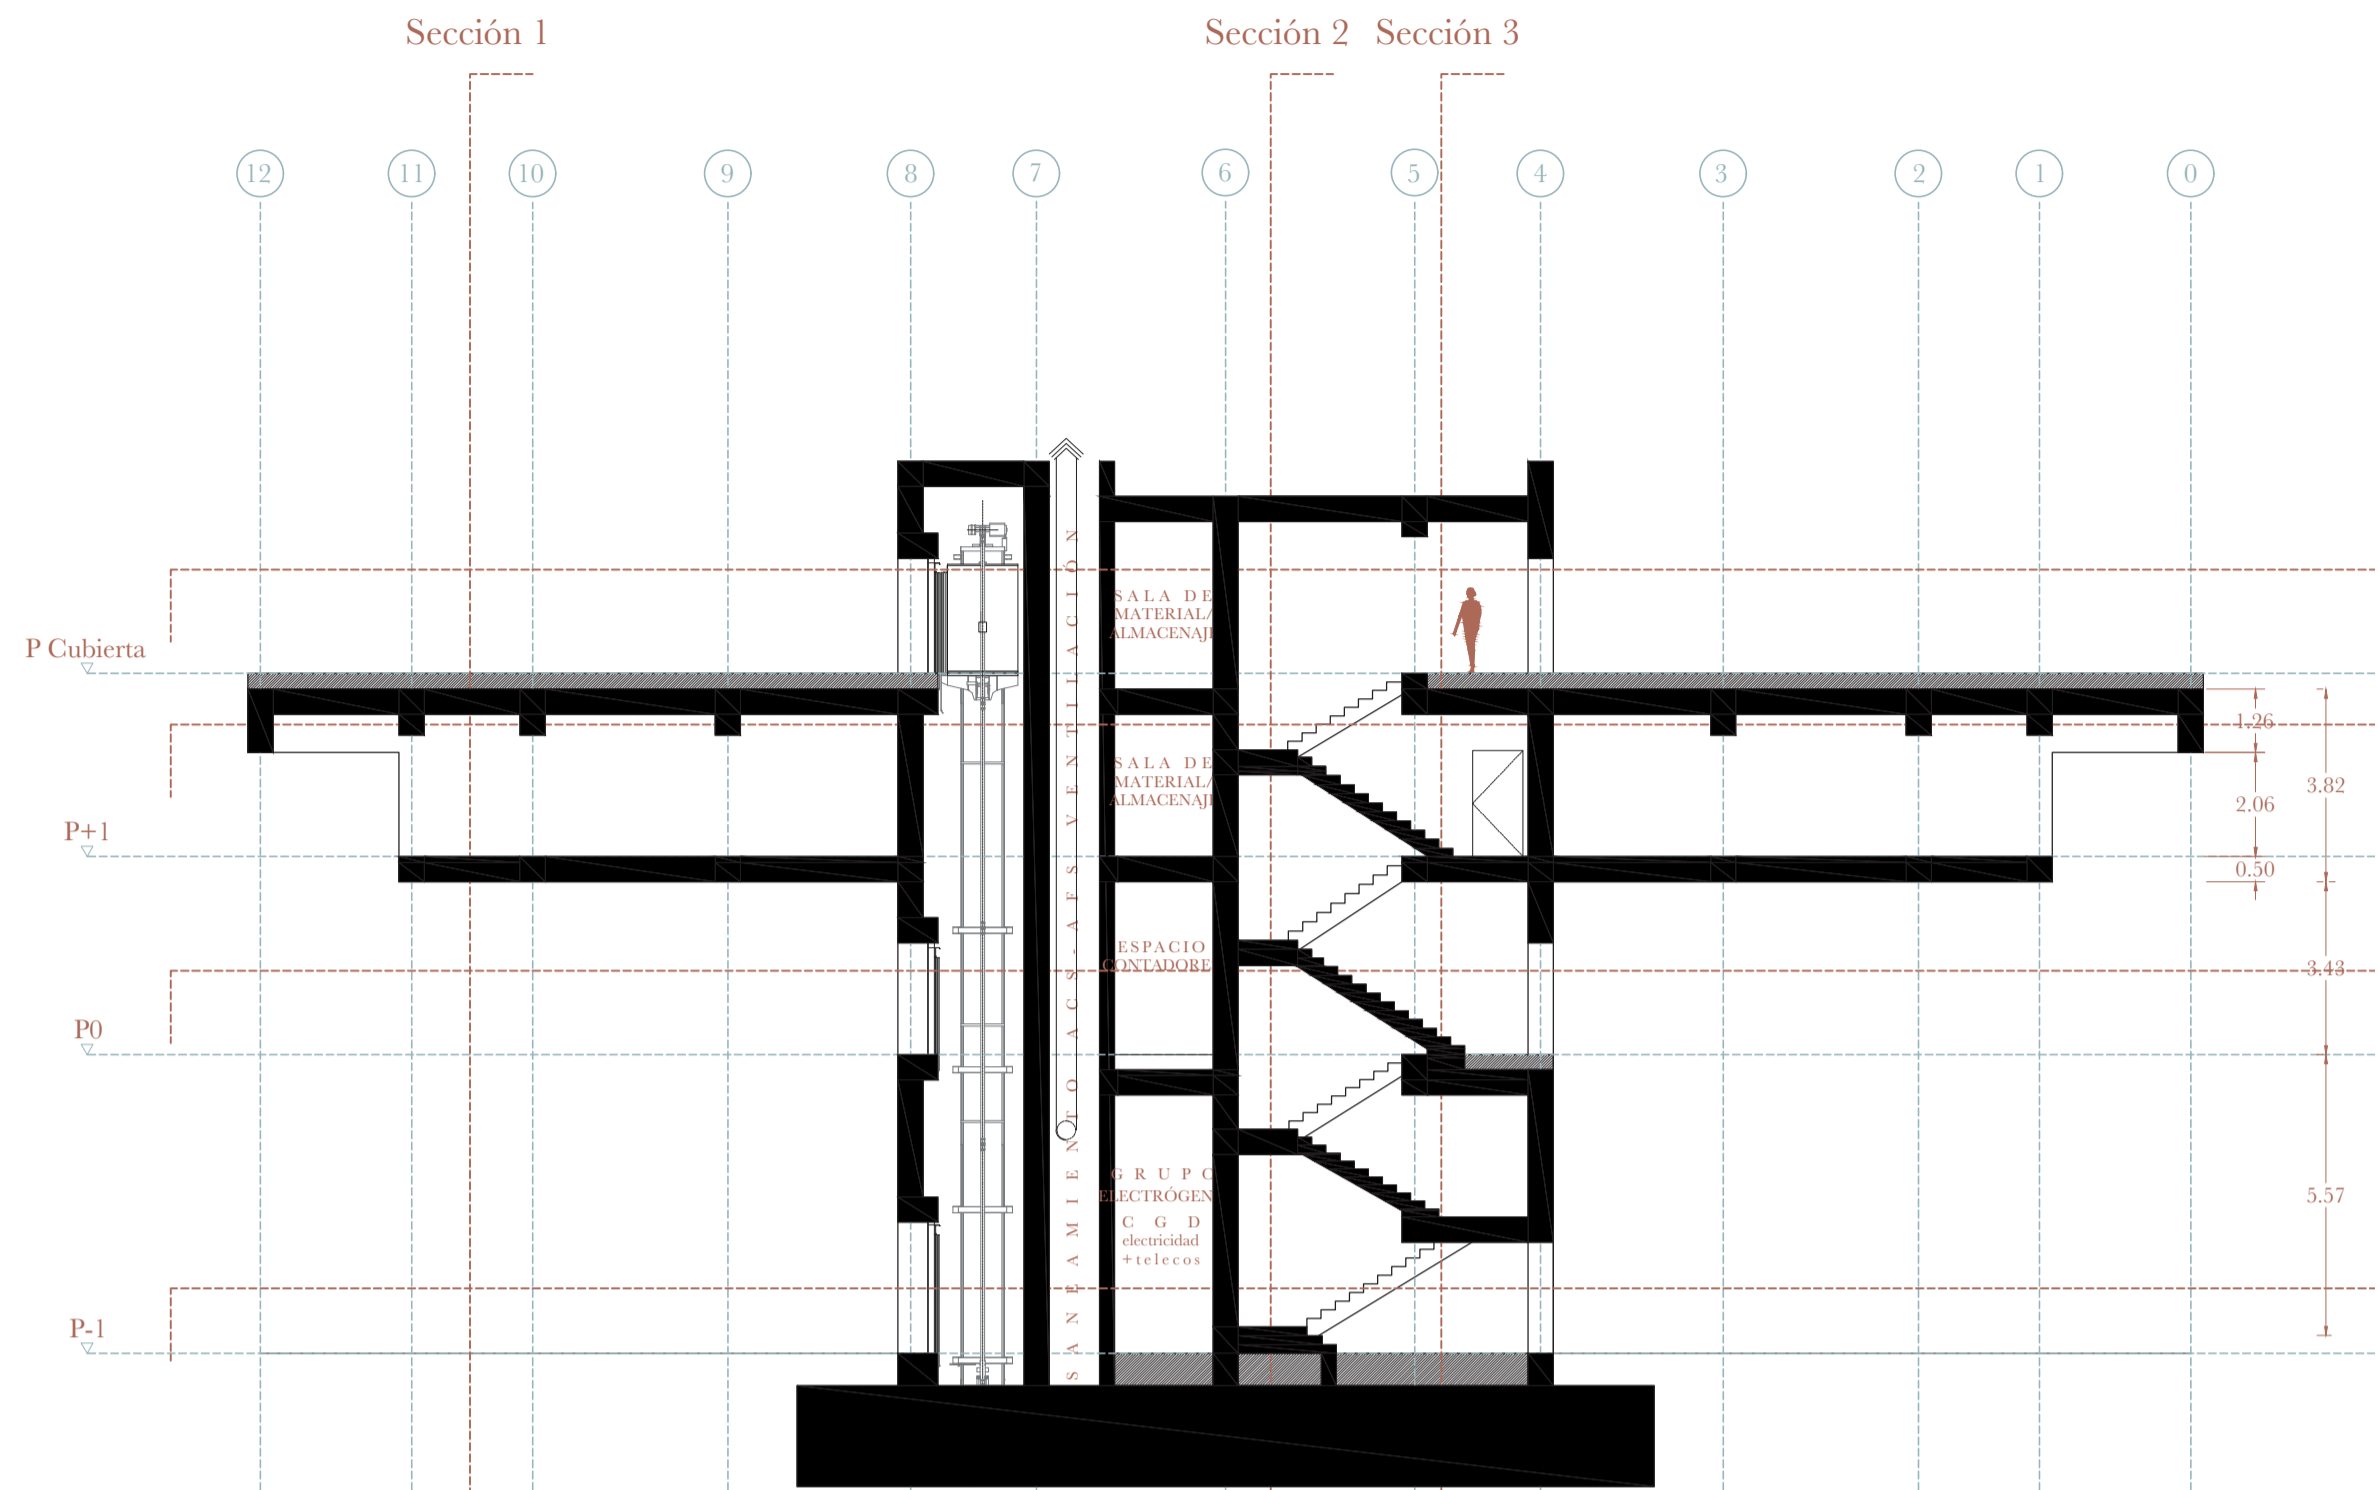 Sección 1
Sección 2
Sección 3
12
11
10
9
8
7
6
5
4
3
2
1
0
P Cubierta
P+1
P0
P-1
SANEAMIENTO ACS-AFS VENTILACIÓN
SALA DE
MATERIAL/
ALMACENAJE
SALA DE
MATERIAL/
ALMACENAJE
ESPACIO
CONTADORE
GRUPO
ELECTRÓGEN
CGD
electricidad
+telecos
1.26
3.82
2.06
0.50
3.43
5.57